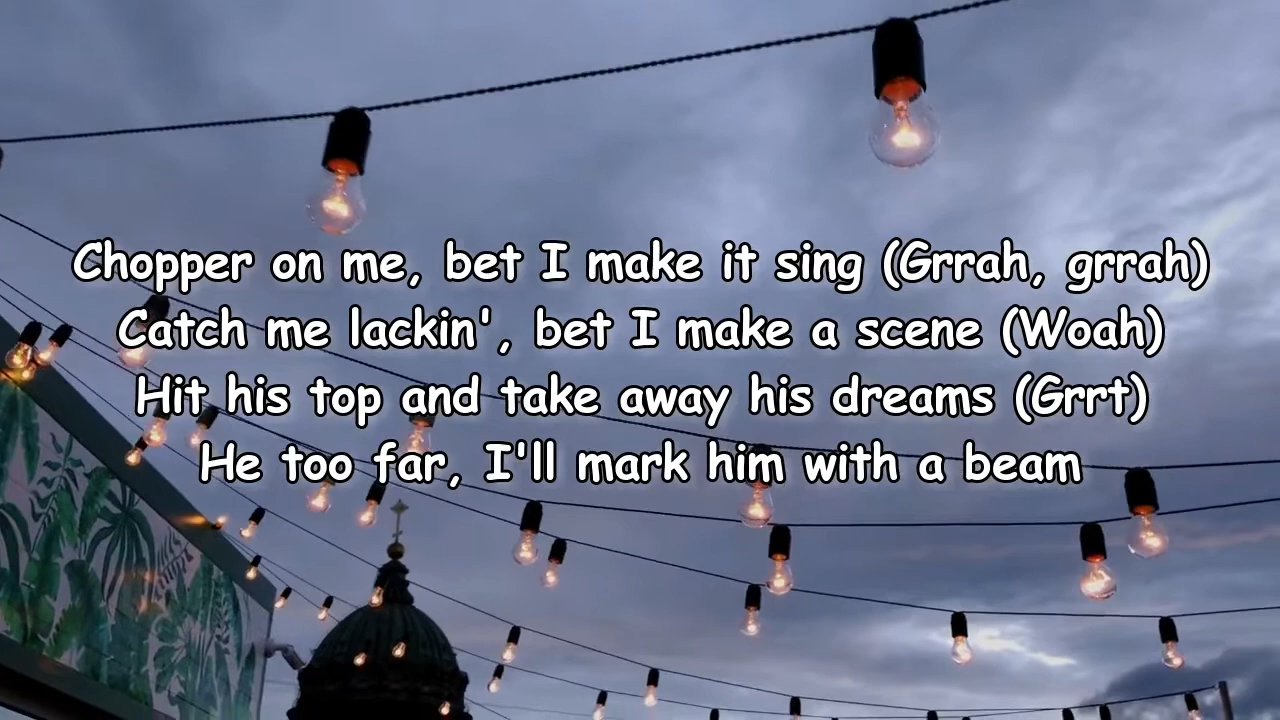 Chopper on me, bet I make it sing (Grrah, grrah)
Catch me lackin', bet I make a scene (Woah)
Hit his top and take away his dreams (Grrt)
He too far, I'll mark him with a beam